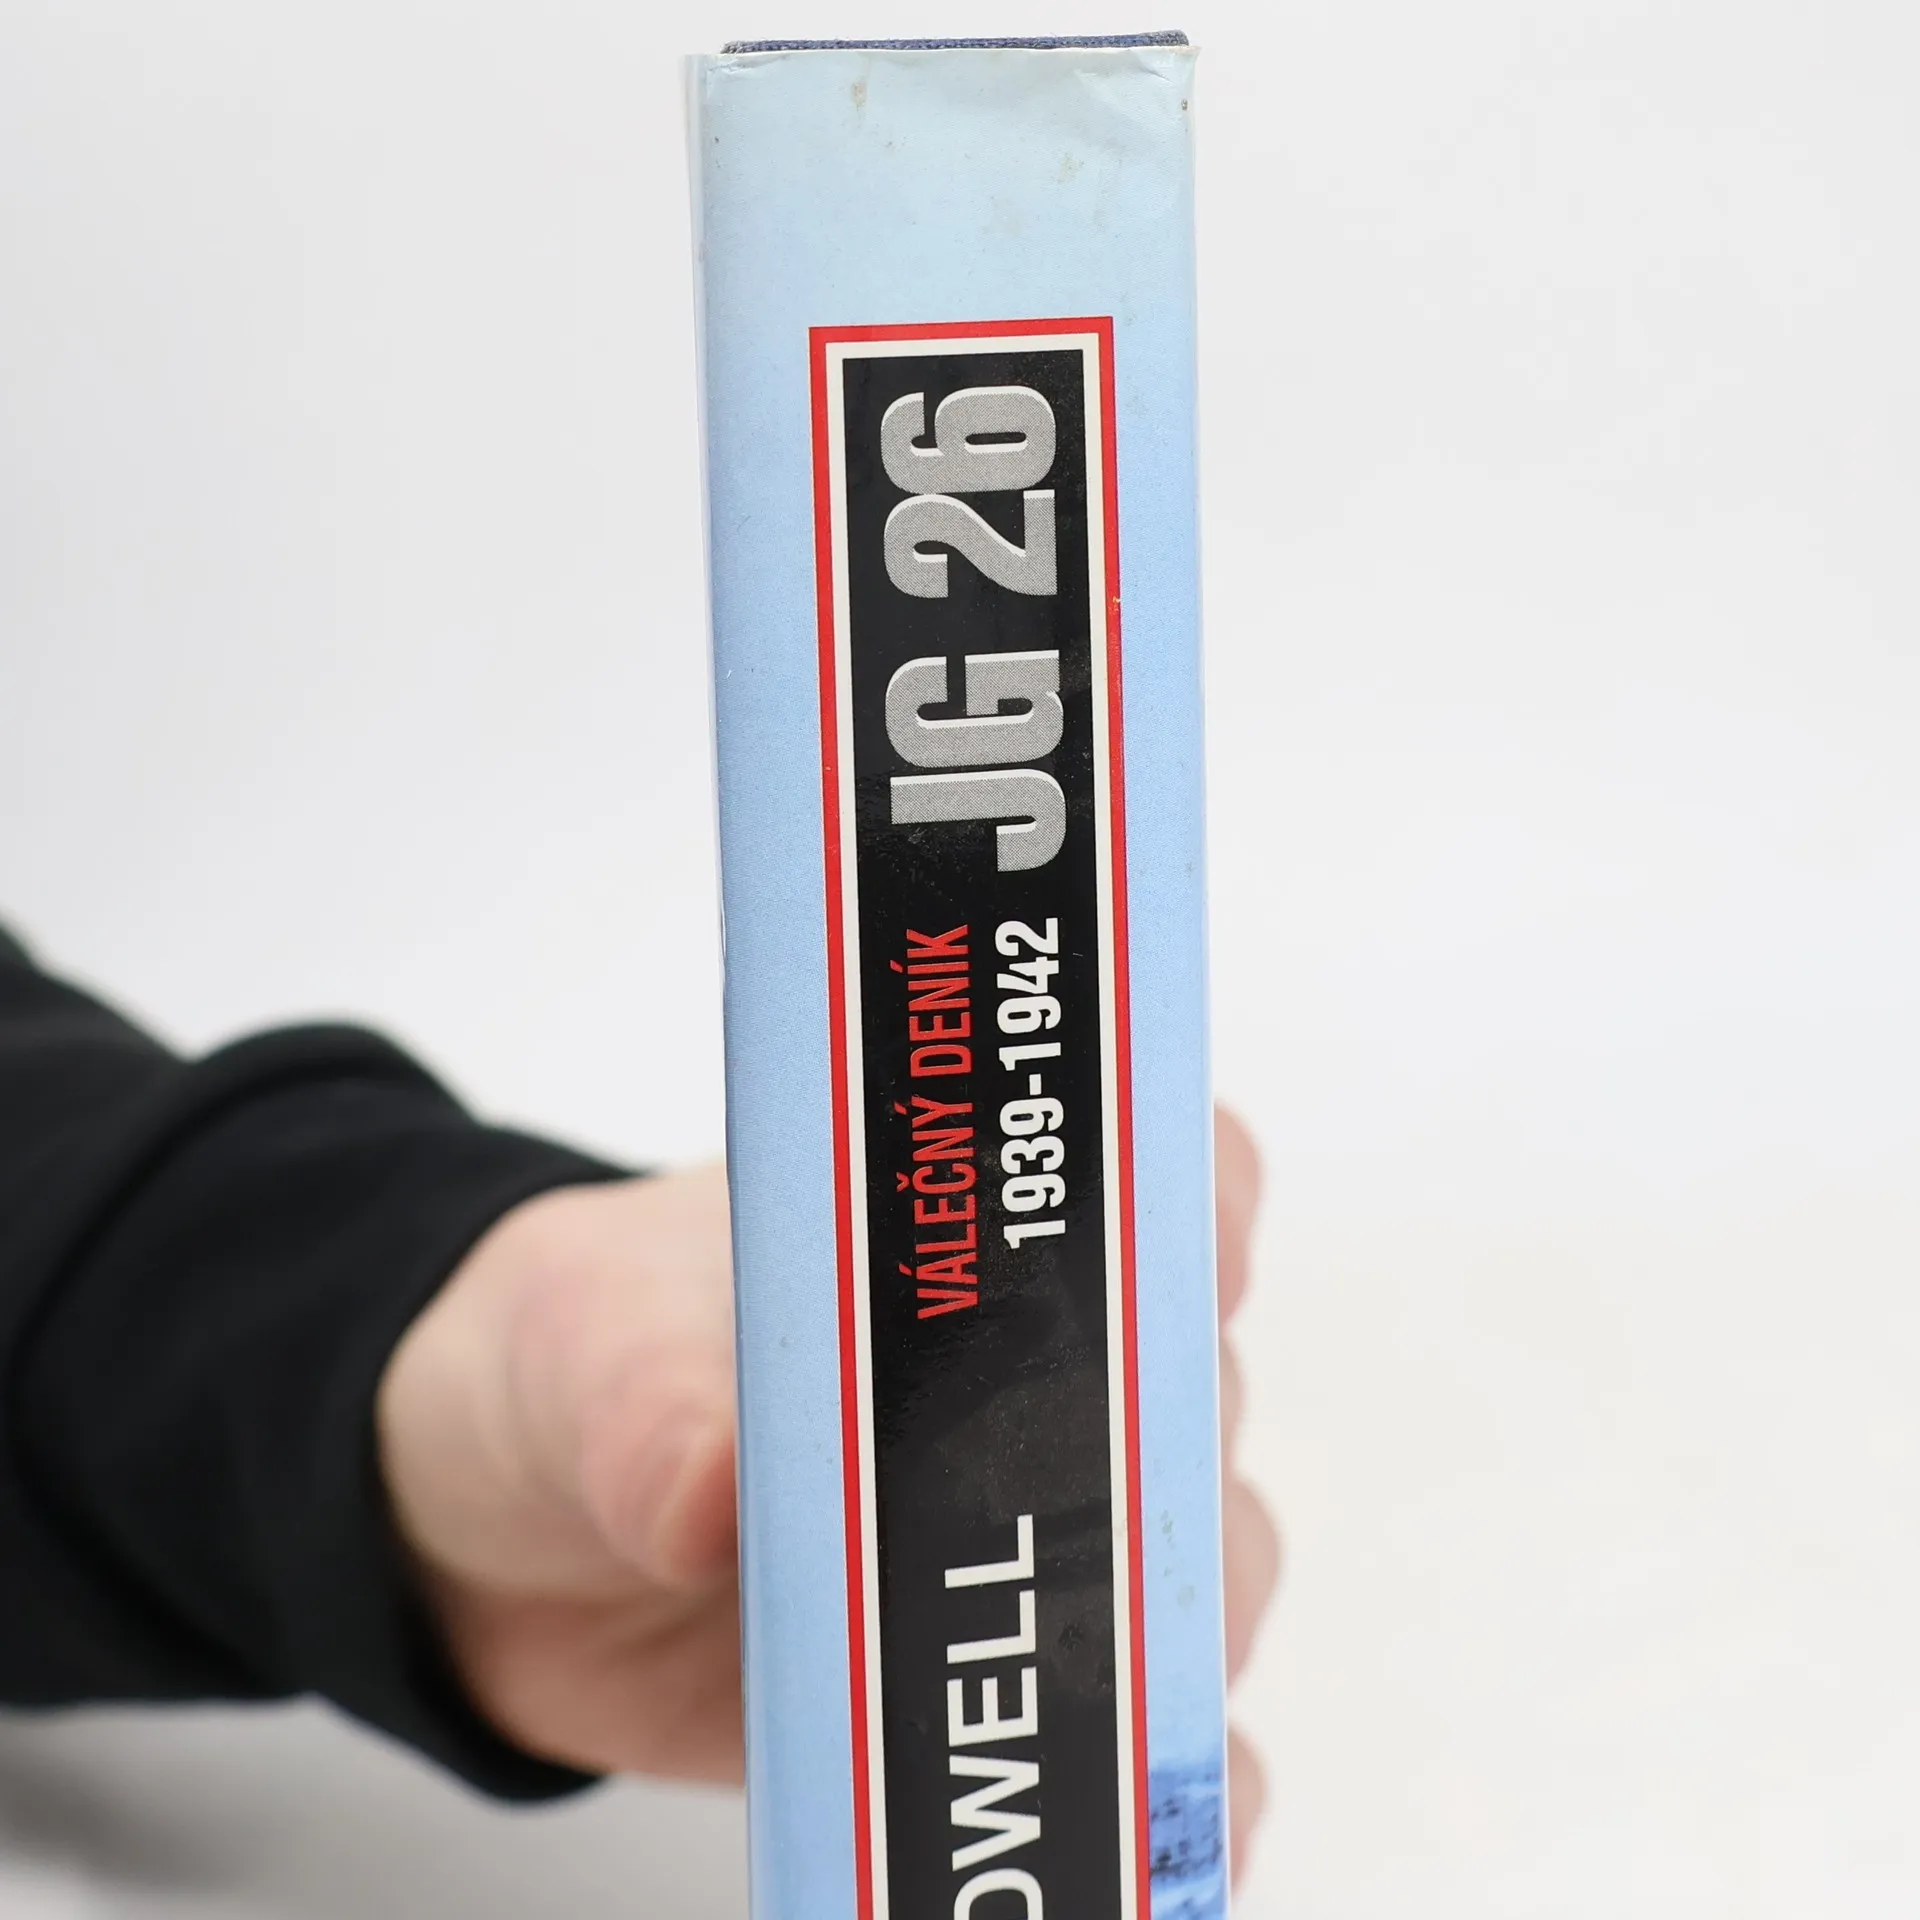 DWELL
VÁLEČNÝ DENÍK
1939-1942
JG 26